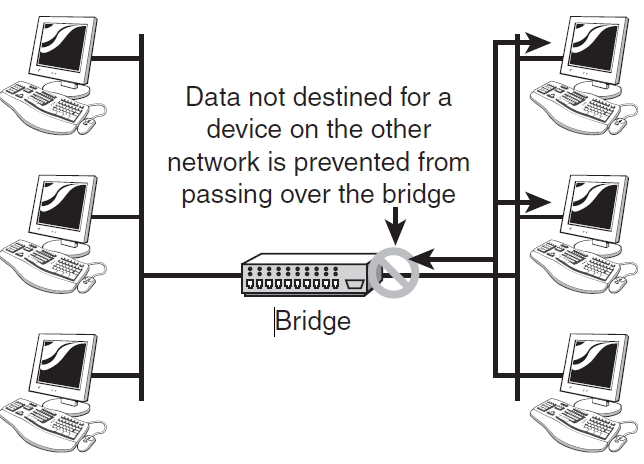 Data not destined for a
device on the other
network is prevented from
passing over the bridge
Bridge